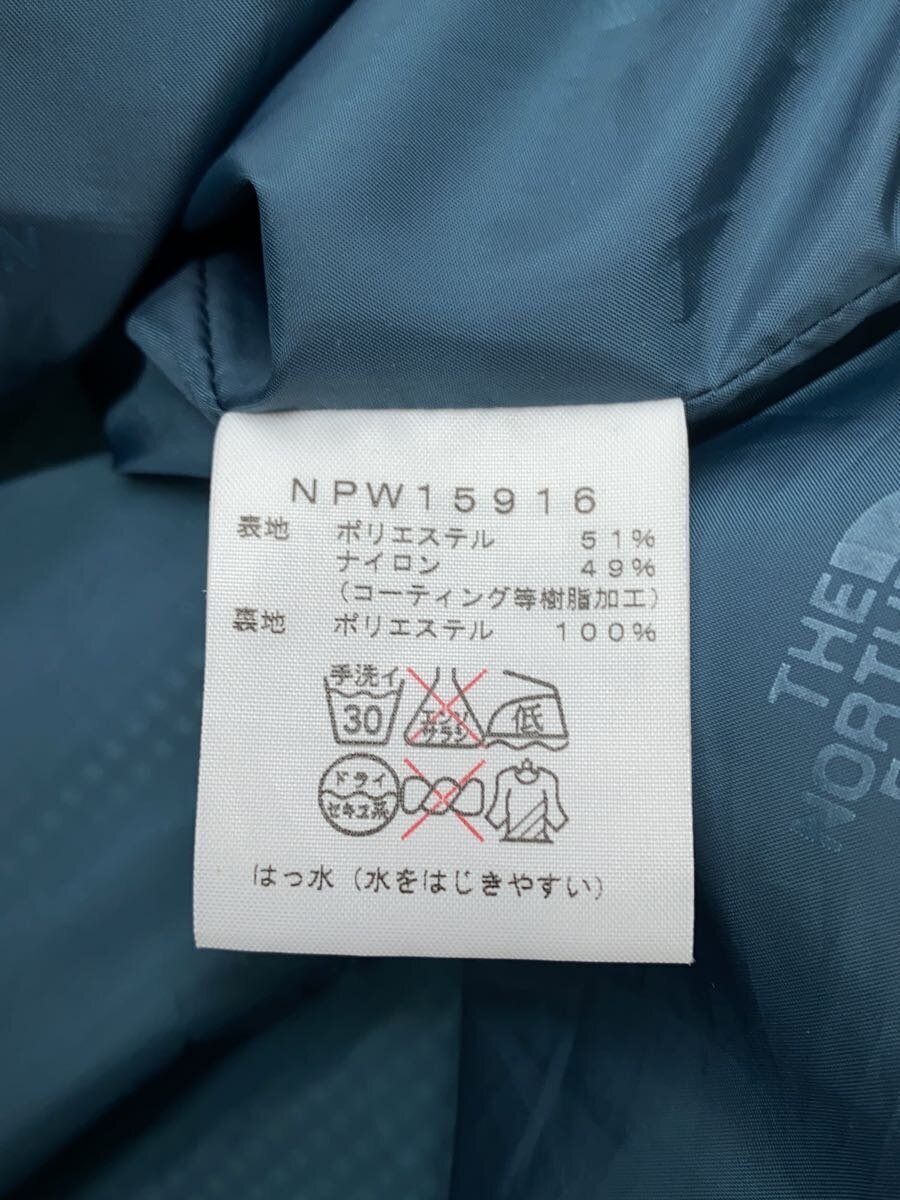 NPW15916
表地 ポリエステル 51%
ナイロン 49%
(コーティング等樹脂加工)
裏地 ポリエステル 100%
手洗イ
30
エンソ
サラシ
低
ドライ
セキユ系
はっ水(水をはじきやすい)
THE
NORTH